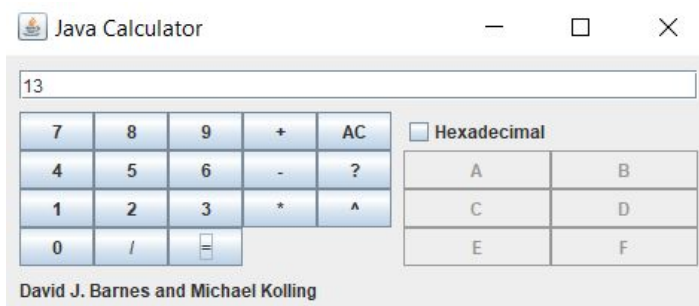 Java Calculator
13
7 8 9 + AC Hexadecimal
4 5 6 - ? A B
1 2 3 * ^ C D
0 / = E F
David J. Barnes and Michael Kolling